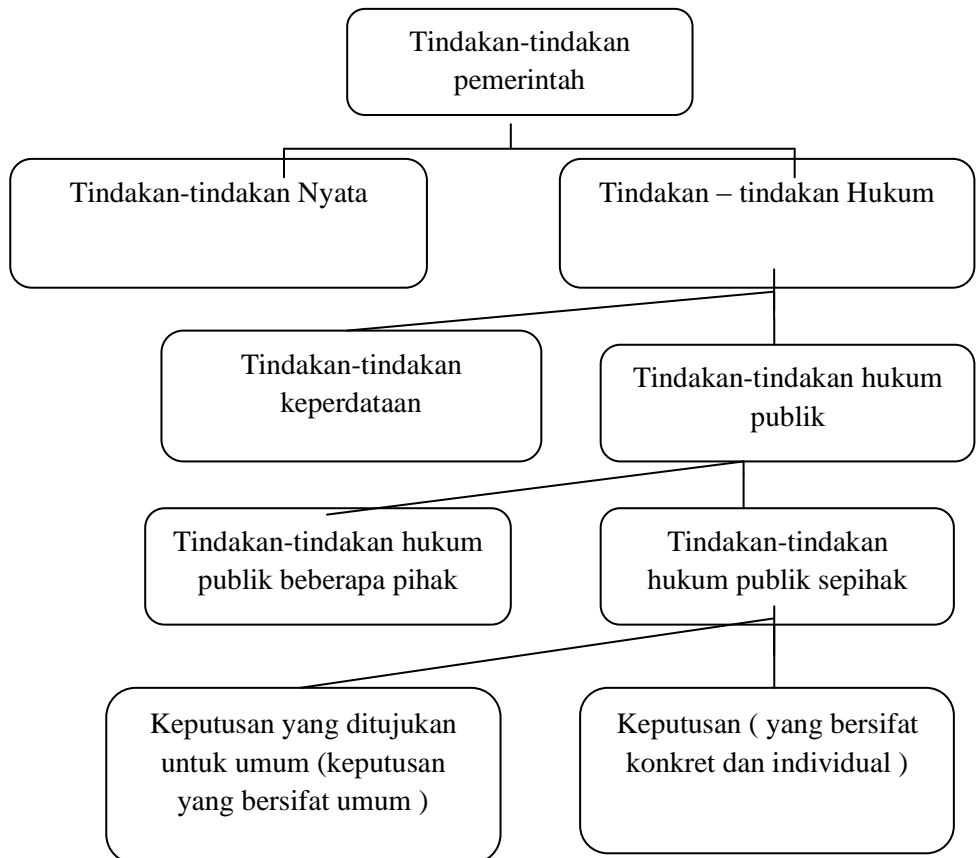 Tindakan-tindakan
pemerintah
Tindakan-tindakan Nyata
Tindakan – tindakan Hukum
Tindakan-tindakan
keperdataan
Tindakan-tindakan hukum
publik
Tindakan-tindakan hukum
publik beberapa pihak
Tindakan-tindakan
hukum publik sepihak
Keputusan yang ditujukan
untuk umum (keputusan
yang bersifat umum )
Keputusan ( yang bersifat
konkret dan individual )